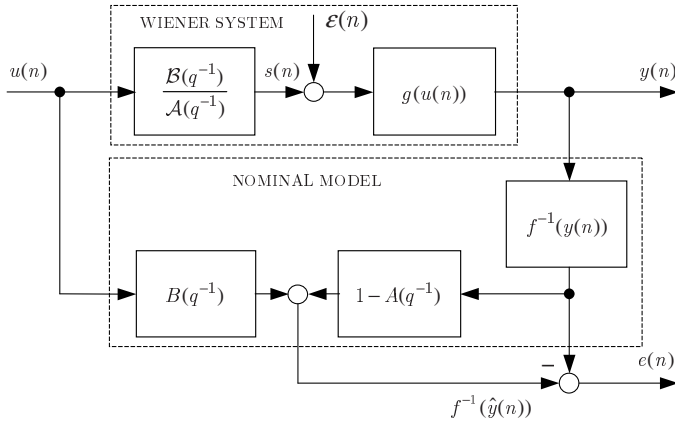 WIENER SYSTEM
ε(n)
u(n)
B(q⁻¹)
A(q⁻¹)
s(n)
g(u(n))
y(n)
NOMINAL MODEL
f⁻¹(y(n))
B(q⁻¹)
1 − A(q⁻¹)
−
e(n)
f⁻¹(ŷ(n))